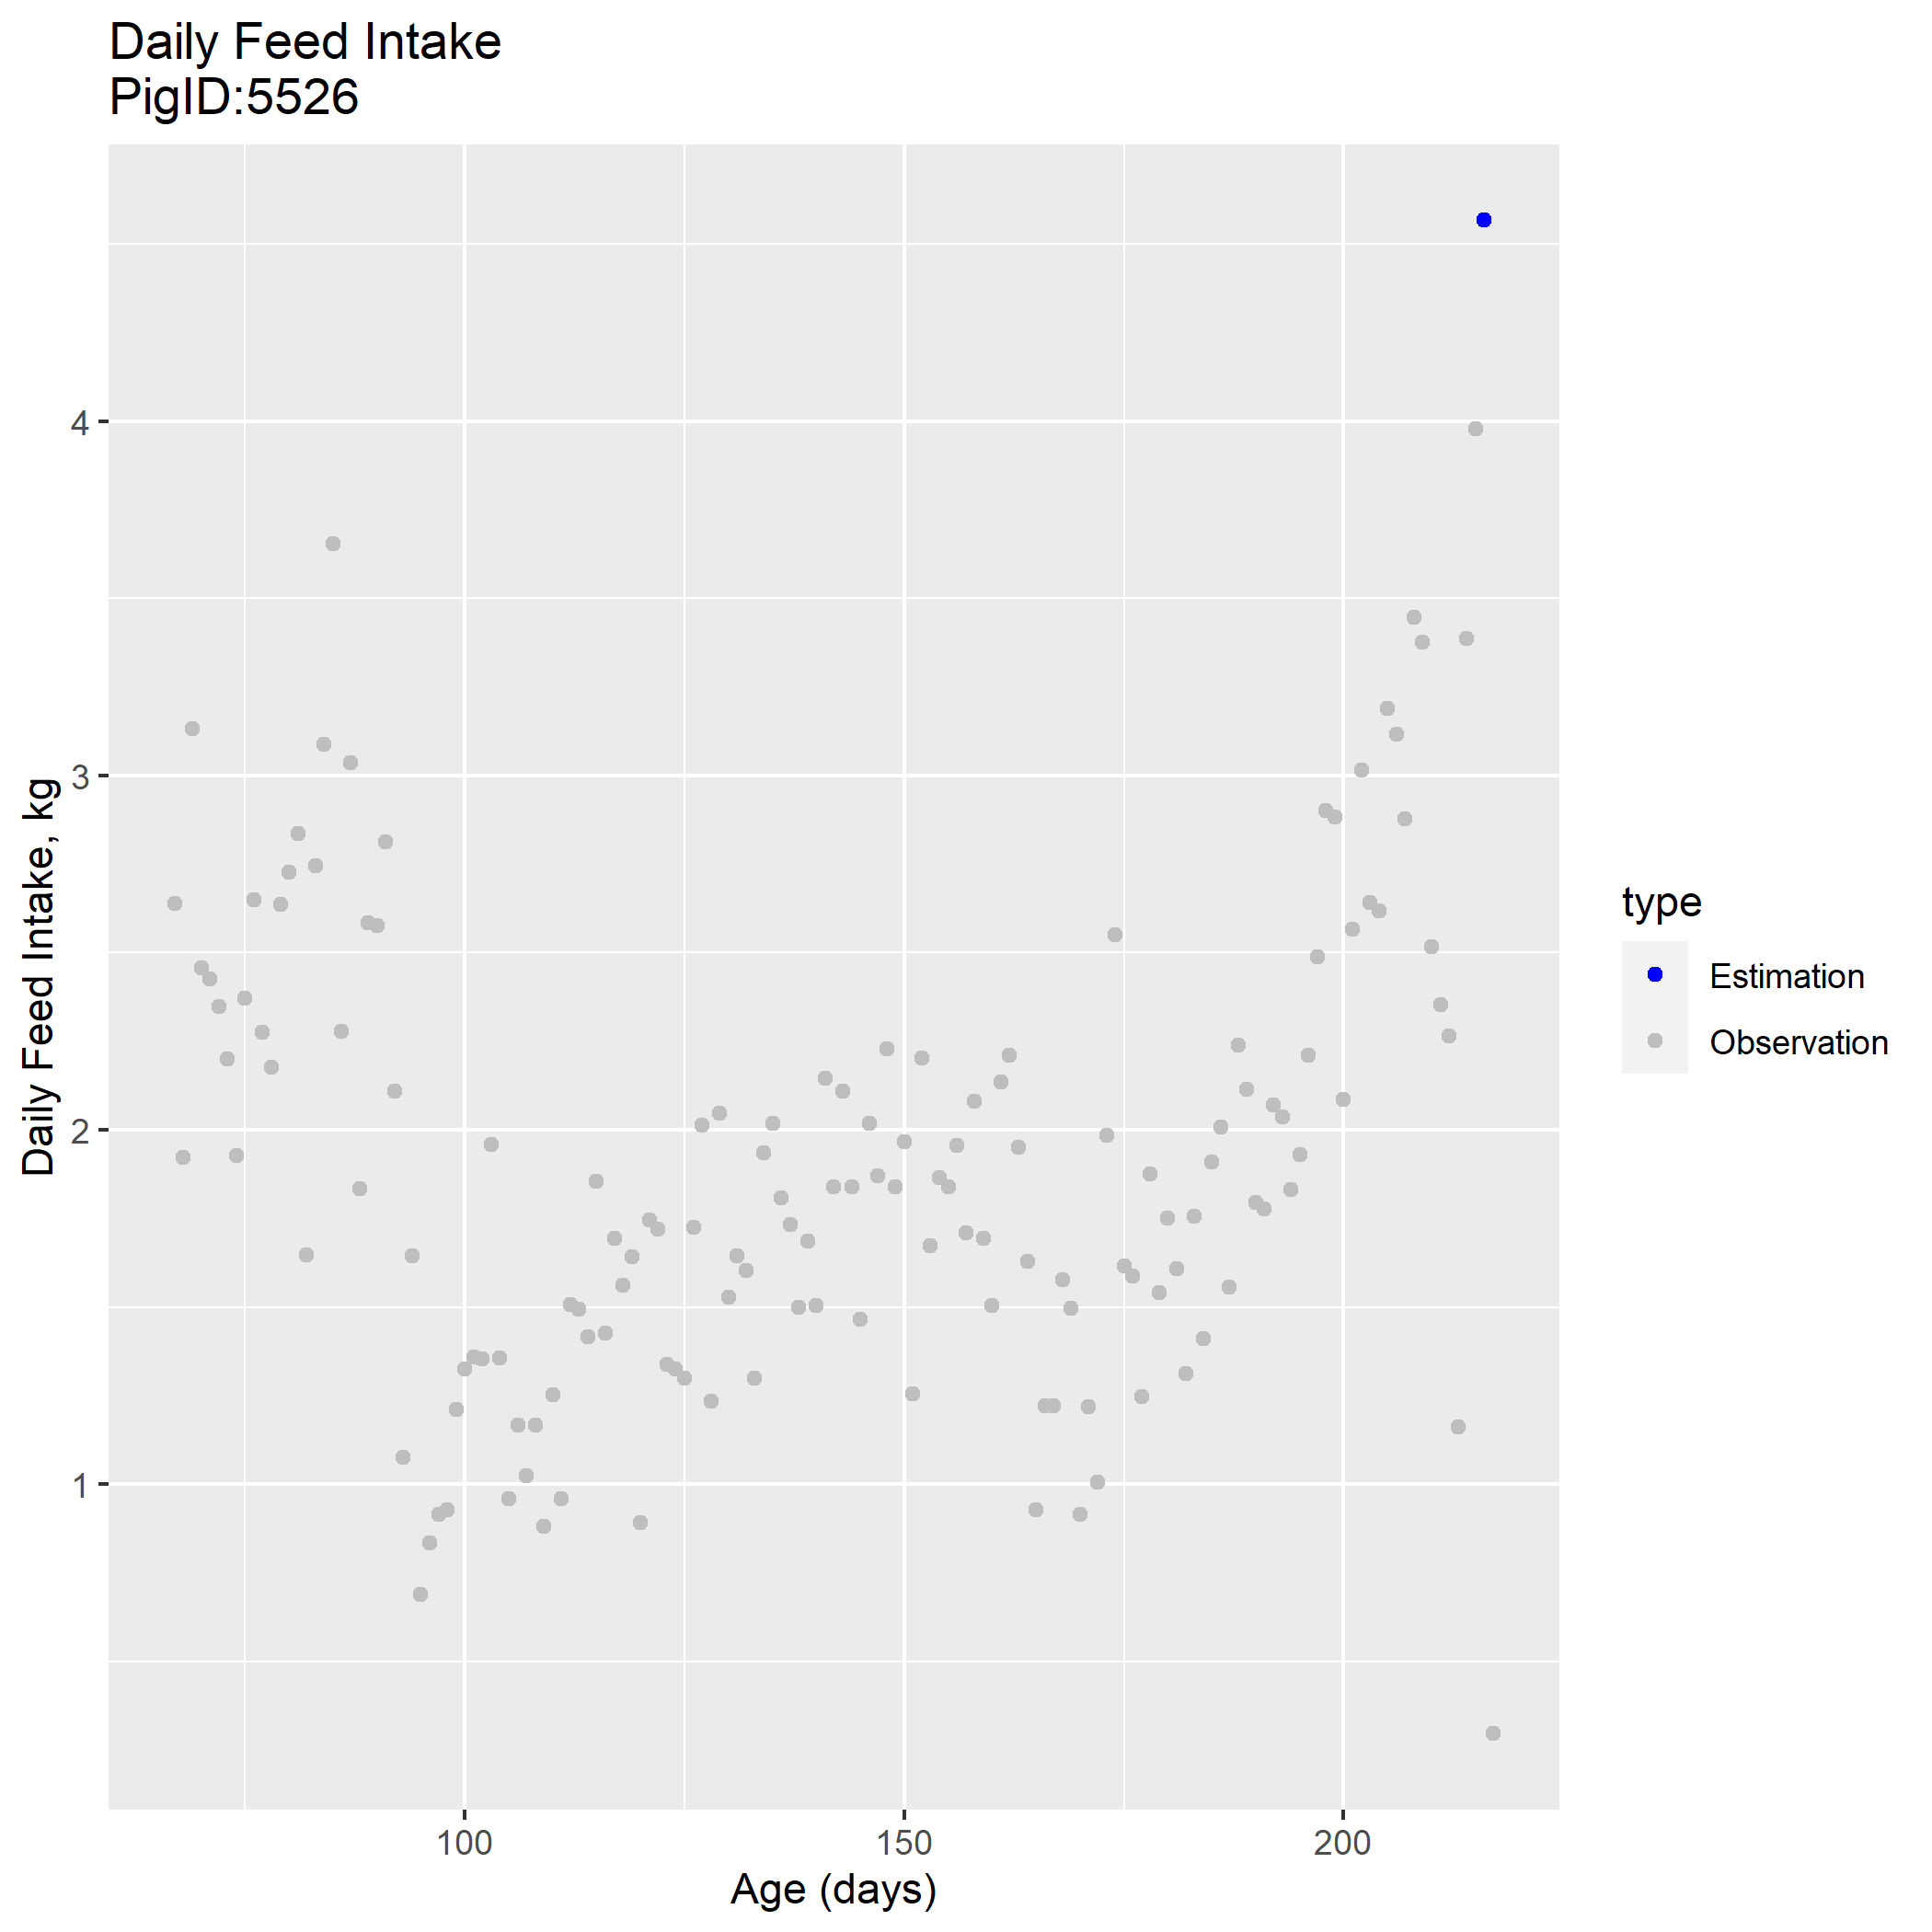 Daily Feed Intake
PigID:5526
Daily Feed Intake, kg
4
3
2
1
100 150 200
Age (days)
type
Estimation
Observation